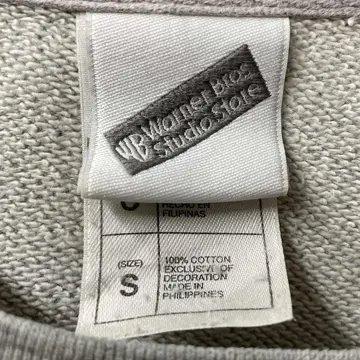 WB Warner Bros
Studio Store
HECHO EN
FILIPINAS
(SIZE)
S
100% COTTON
EXCLUSIVE OF
DECORATION
MADE IN
PHILIPPINES